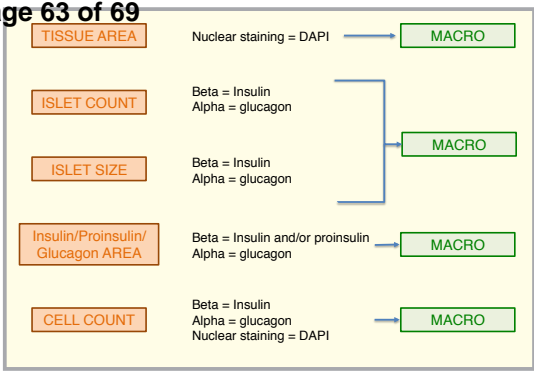 ge 63 of 69
TISSUE AREA
Nuclear staining = DAPI
MACRO
ISLET COUNT
Beta = Insulin
Alpha = glucagon
MACRO
ISLET SIZE
Beta = Insulin
Alpha = glucagon
Insulin/Proinsulin/
Glucagon AREA
Beta = Insulin and/or proinsulin
Alpha = glucagon
MACRO
CELL COUNT
Beta = Insulin
Alpha = glucagon
Nuclear staining = DAPI
MACRO